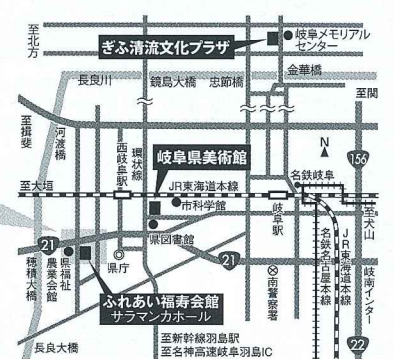 至北方
ぎふ清流文化プラザ
岐阜メモリアル
センター
長良川
鏡島大橋
忠節橋
金華橋
至関
至揖斐
河渡橋
西岐阜駅
環状線
岐阜県美術館
N
156
名鉄岐阜
至大垣
JR東海道本線
市科学館
岐阜駅
至犬山
県図書館
21
穂積大橋
県福祉
農業会館
県庁
21
南警察署
名鉄名古屋本線
JR東海道本線
岐南インター
ふれあい福寿会館
サラマンカホール
長良大橋
至新幹線羽島駅
至名神高速岐阜羽島IC
22